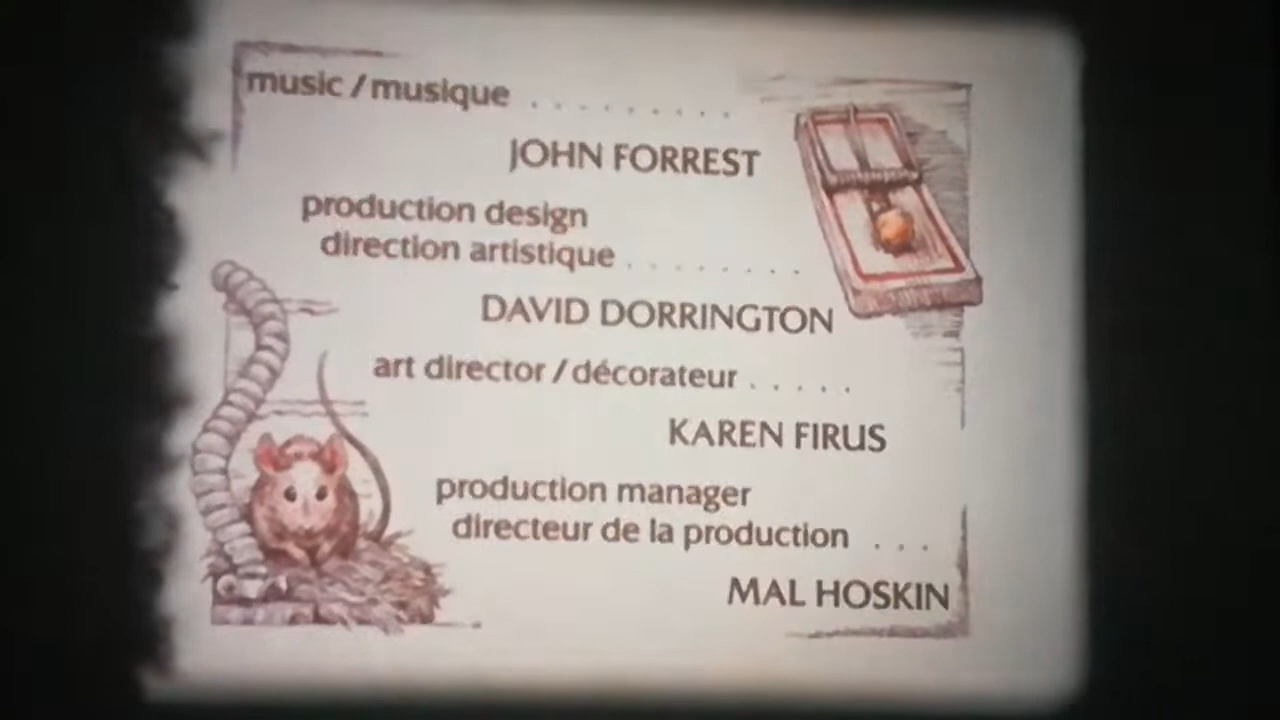 music / musique . . . . . . . . .
JOHN FORREST
production design
direction artistique . . . . . . . .
DAVID DORRINGTON
art director / décorateur . . . . .
KAREN FIRUS
production manager
directeur de la production . . .
MAL HOSKIN